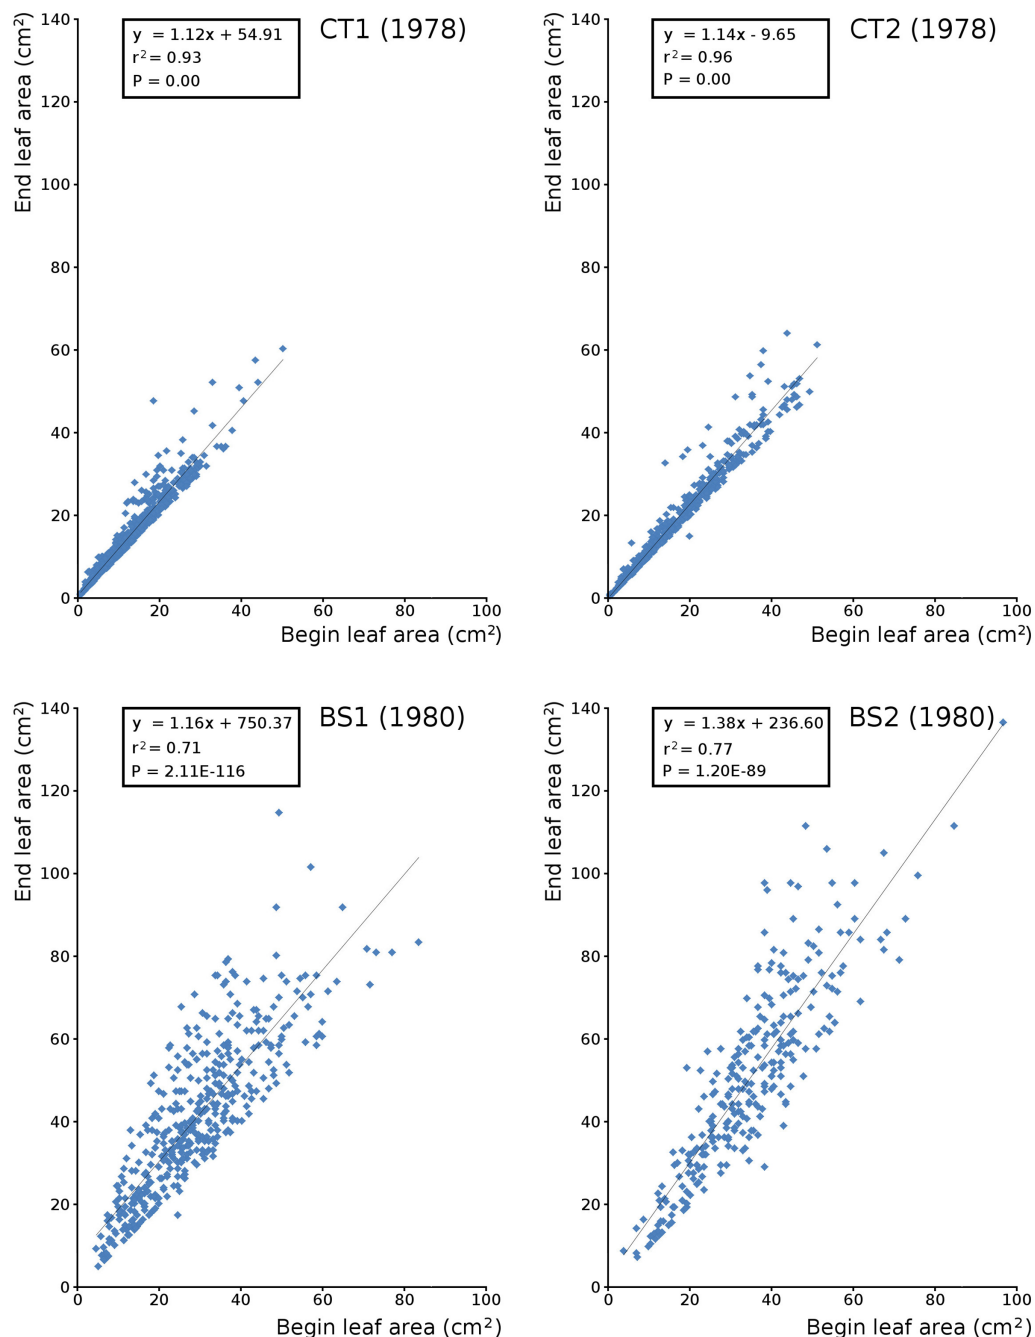 CT1 (1978)
y = 1.12x + 54.91
r² = 0.93
P = 0.00
End leaf area (cm²)
140
120
100
80
60
40
20
0
0 20 40 60 80 100
Begin leaf area (cm²)
CT2 (1978)
y = 1.14x - 9.65
r² = 0.96
P = 0.00
End leaf area (cm²)
140
120
100
80
60
40
20
0
0 20 40 60 80 100
Begin leaf area (cm²)
BS1 (1980)
y = 1.16x + 750.37
r² = 0.71
P = 2.11E-116
End leaf area (cm²)
140
120
100
80
60
40
20
0
0 20 40 60 80 100
Begin leaf area (cm²)
BS2 (1980)
y = 1.38x + 236.60
r² = 0.77
P = 1.20E-89
End leaf area (cm²)
140
120
100
80
60
40
20
0
0 20 40 60 80 100
Begin leaf area (cm²)